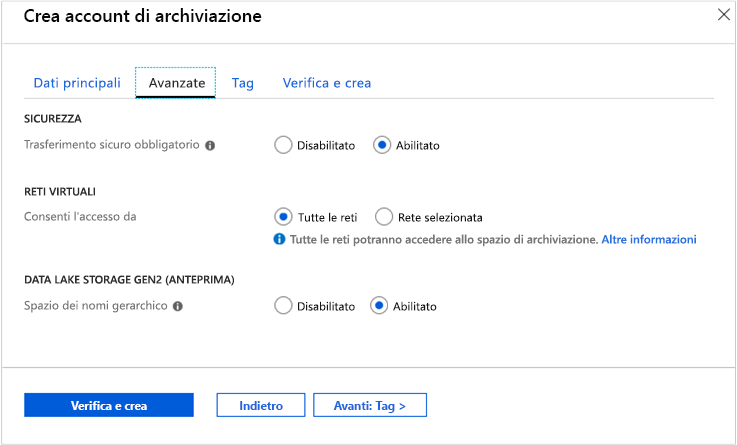 Crea account di archiviazione
Dati principali Avanzate Tag Verifica e crea
SICUREZZA
Trasferimento sicuro obbligatorio Disabilitato Abilitato
RETI VIRTUALI
Consenti l'accesso da Tutte le reti Rete selezionata
Tutte le reti potranno accedere allo spazio di archiviazione. Altre informazioni
DATA LAKE STORAGE GEN2 (ANTEPRIMA)
Spazio dei nomi gerarchico Disabilitato Abilitato
Verifica e crea Indietro Avanti: Tag >